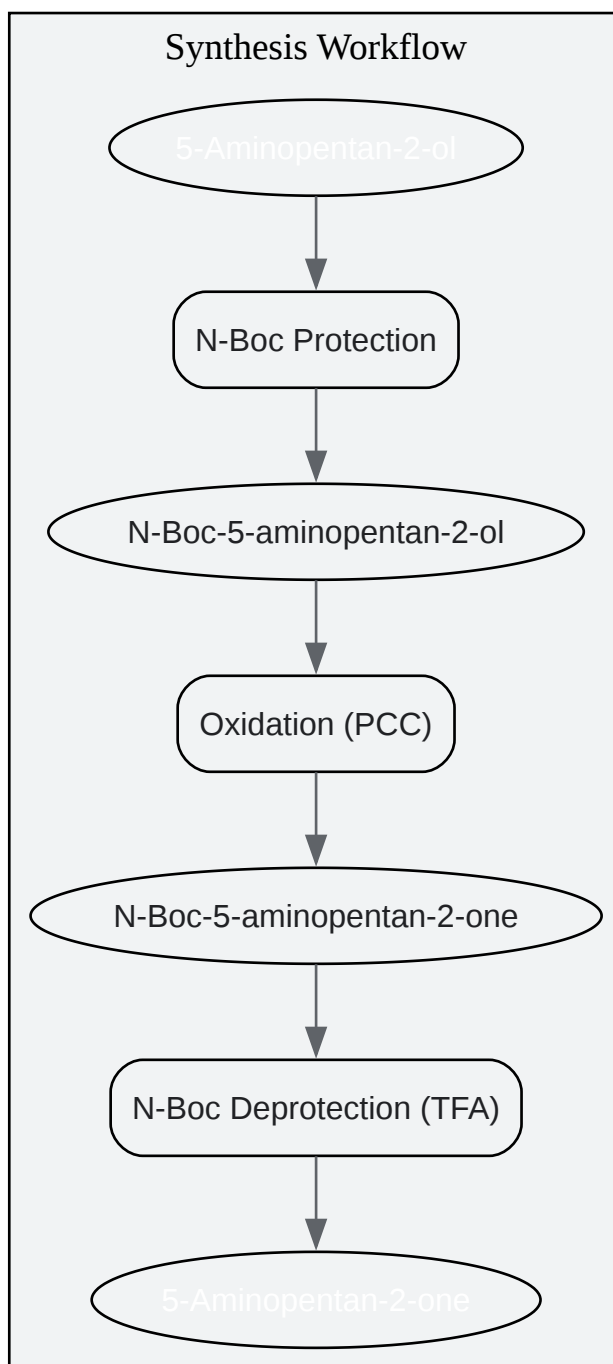 Synthesis Workflow
5-Aminopentan-2-ol
N-Boc Protection
N-Boc-5-aminopentan-2-ol
Oxidation (PCC)
N-Boc-5-aminopentan-2-one
N-Boc Deprotection (TFA)
5-Aminopentan-2-one